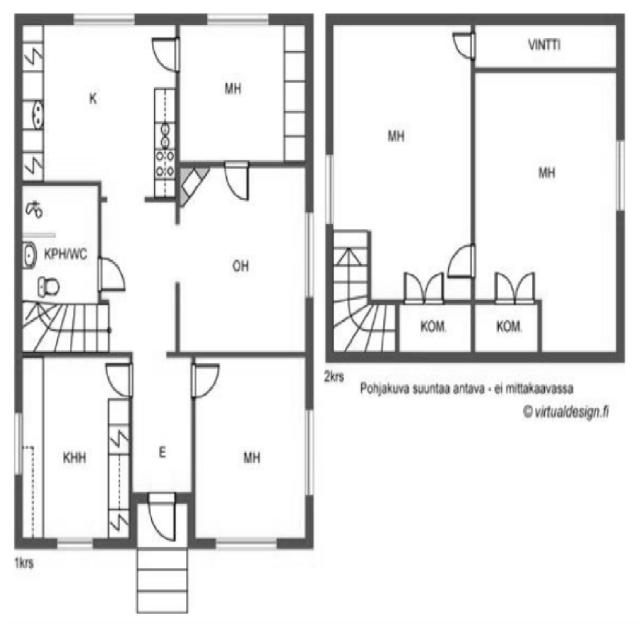 K
MH
KPH/WC
OH
KHH
E
MH
1krs
VINTTI
MH
MH
KOM.
KOM.
2krs
Pohjakuva suuntaa antava - ei mittakaavassa
© virtualdesign.fi